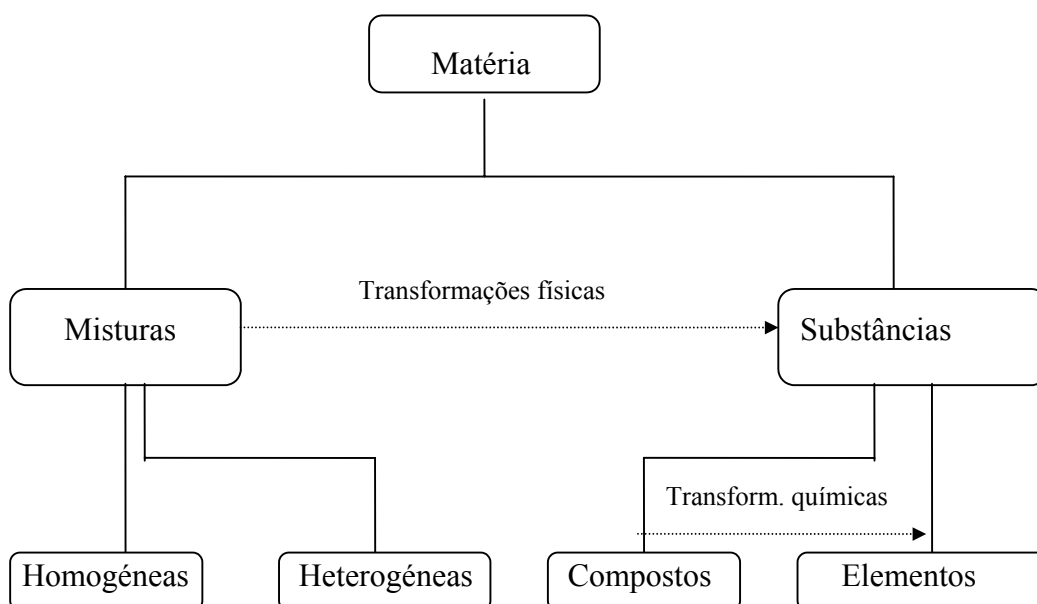 Matéria
Transformações físicas
Misturas
Substâncias
Transform. químicas
Homogéneas
Heterogéneas
Compostos
Elementos